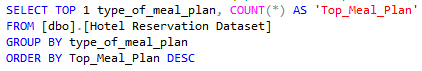 SELECT TOP 1 type_of_meal_plan, COUNT(*) AS 'Top_Meal_Plan'
FROM [dbo].[Hotel Reservation Dataset]
GROUP BY type_of_meal_plan
ORDER BY Top_Meal_Plan DESC